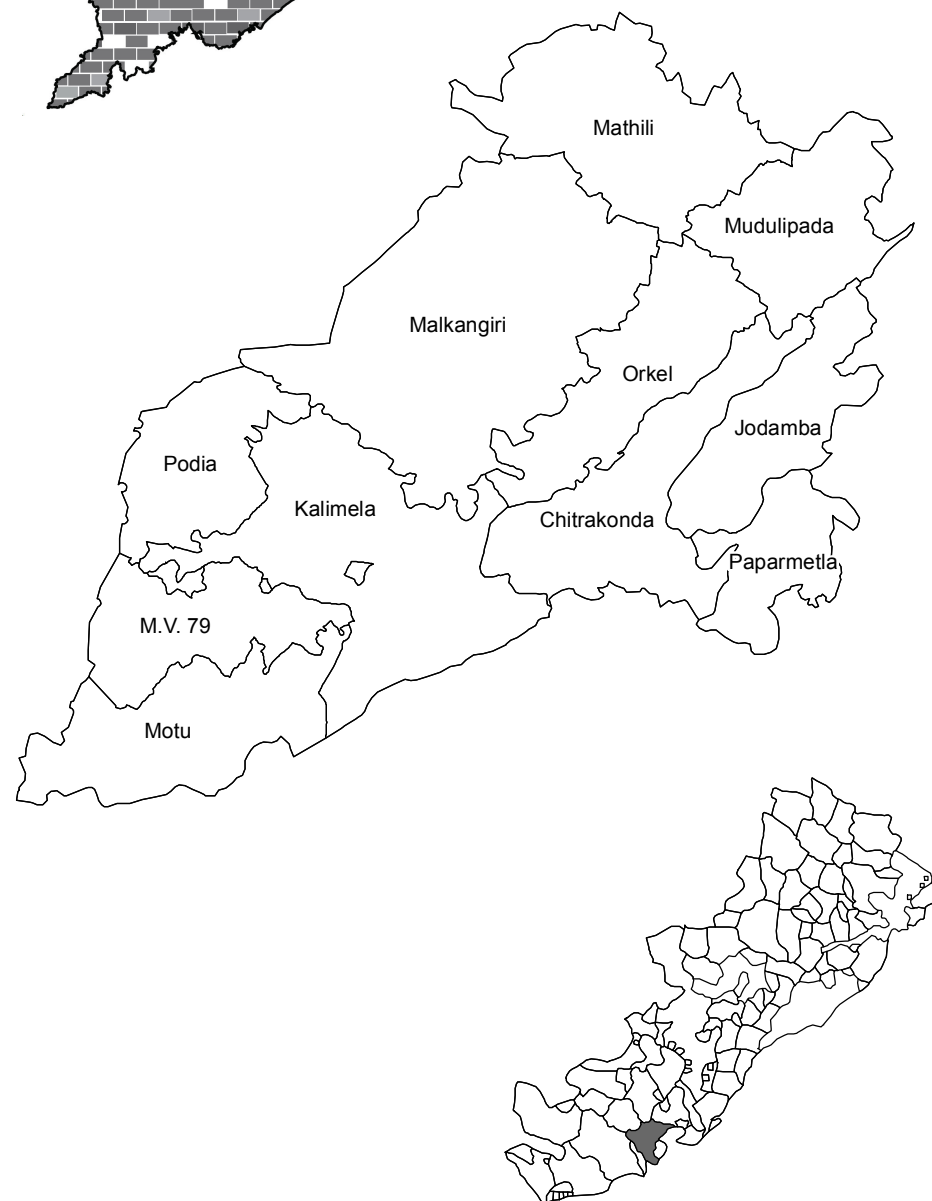 Mathili
Mudulipada
Malkangiri
Orkel
Jodamba
Podia
Kalimela
Chitrakonda
Paparmetla
M.V. 79
Motu